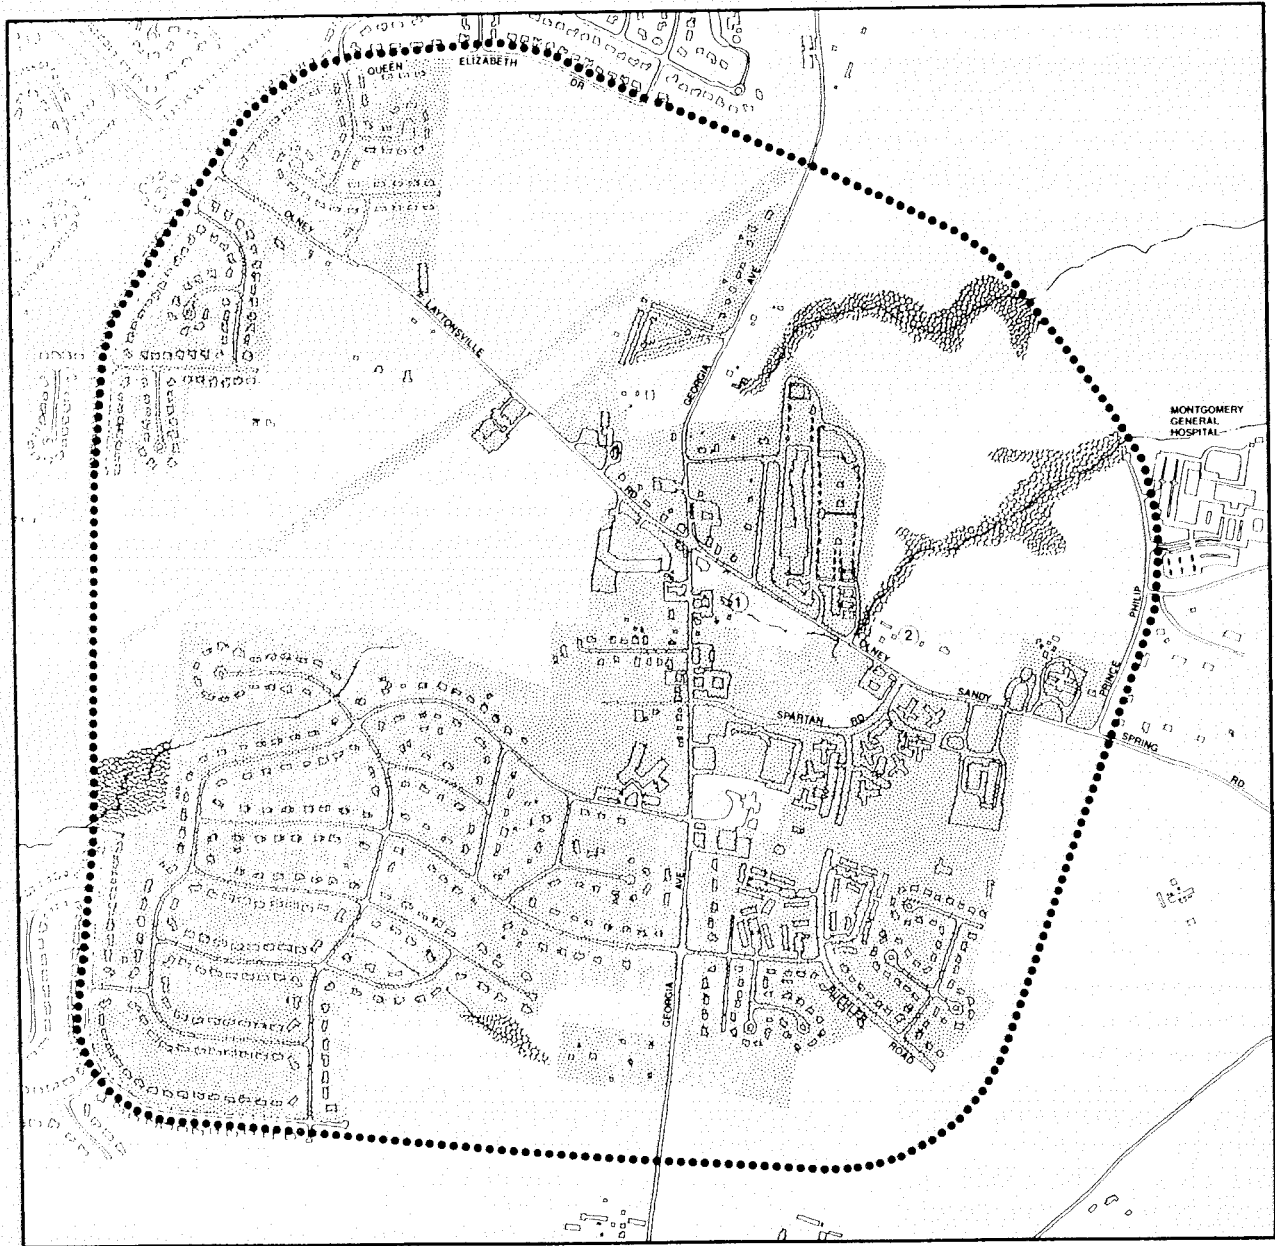 QUEEN
ELIZABETH
DR
OLNEY
LAYTONSVILLE
RD
GEORGIA
AVE
MONTGOMERY
GENERAL
HOSPITAL
PRINCE
PHILIP
1
2
OLNEY
SANDY
SPRING
RD
SPARTAN
RD
GEORGIA
AVE
ROAD